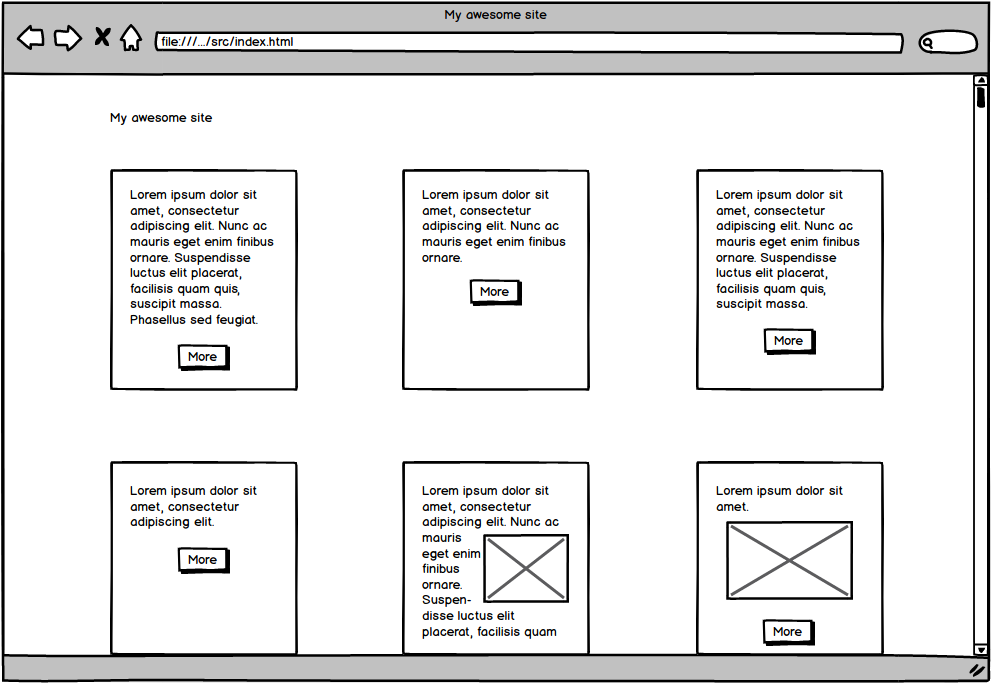 My awesome site
file:///.../src/index.html
My awesome site
Lorem ipsum dolor sit
amet, consectetur
adipiscing elit. Nunc ac
mauris eget enim finibus
ornare. Suspendisse
luctus elit placerat,
facilisis quam quis,
suscipit massa.
Phasellus sed feugiat.
More
Lorem ipsum dolor sit
amet, consectetur
adipiscing elit. Nunc ac
mauris eget enim finibus
ornare.
More
Lorem ipsum dolor sit
amet, consectetur
adipiscing elit. Nunc ac
mauris eget enim finibus
ornare. Suspendisse
luctus elit placerat,
facilisis quam quis,
suscipit massa.
More
Lorem ipsum dolor sit
amet, consectetur
adipiscing elit.
More
Lorem ipsum dolor sit
amet, consectetur
adipiscing elit. Nunc ac
mauris
eget enim
finibus
ornare.
Suspen-
disse luctus elit
placerat, facilisis quam
Lorem ipsum dolor sit
amet.
More